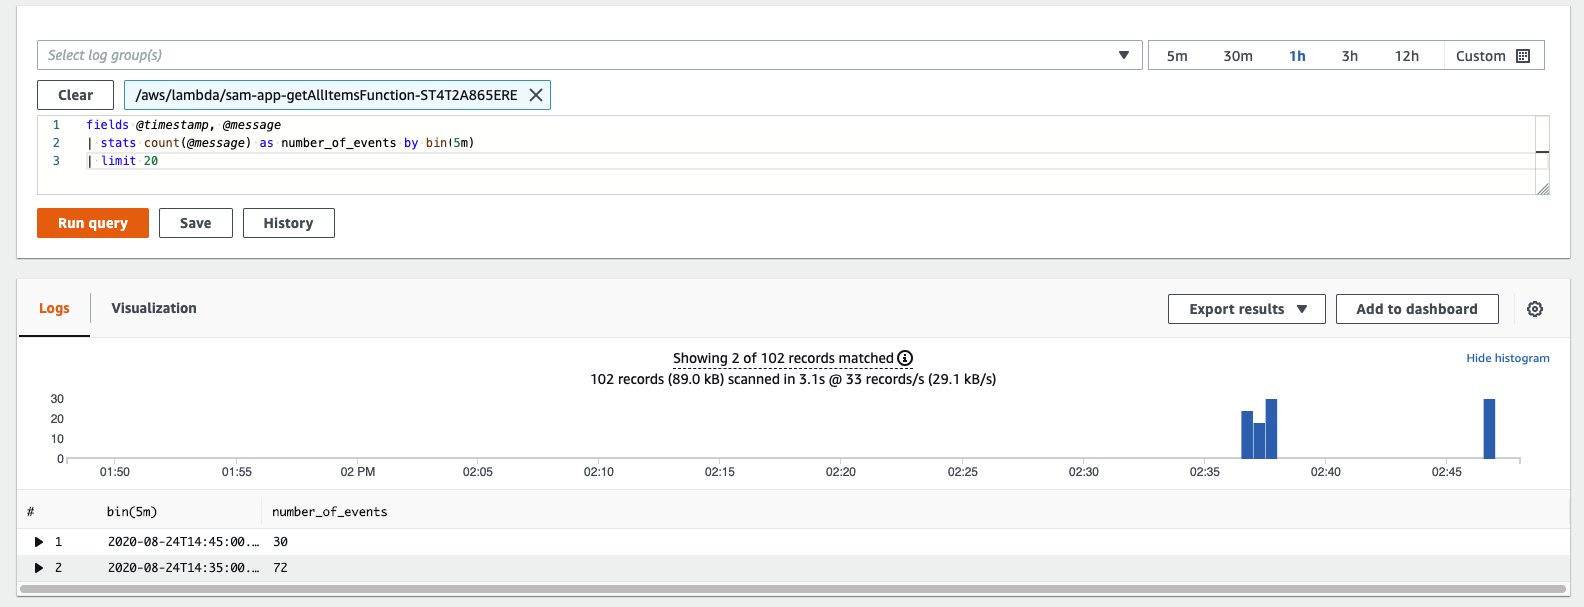 Select log group(s)
5m 30m 1h 3h 12h Custom
Clear /aws/lambda/sam-app-getAllItemsFunction-ST4T2A865ERE
1 fields @timestamp, @message
2 | stats count(@message) as number_of_events by bin(5m)
3 | limit 20
Run query Save History
Logs Visualization Export results Add to dashboard
Showing 2 of 102 records matched
Hide histogram
102 records (89.0 kB) scanned in 3.1s @ 33 records/s (29.1 kB/s)
30
20
10
0
01:50 01:55 02 PM 02:05 02:10 02:15 02:20 02:25 02:30 02:35 02:40 02:45
# bin(5m) number_of_events
1 2020-08-24T14:45:00.… 30
2 2020-08-24T14:35:00.… 72